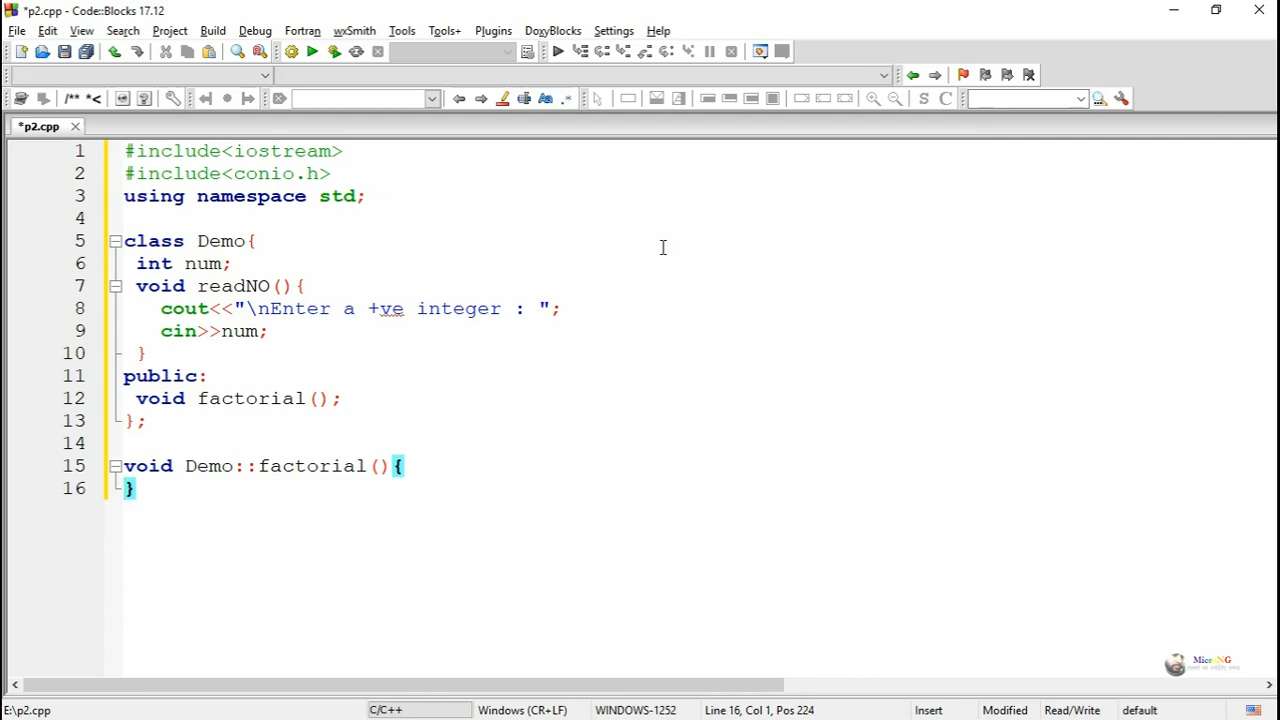 *p2.cpp - Code::Blocks 17.12
File Edit View Search Project Build Debug Fortran wxSmith Tools Tools+ Plugins DoxyBlocks Settings Help
/** *<
S C
*p2.cpp
1 #include<iostream>
2 #include<conio.h>
3 using namespace std;
4
5 class Demo{
6 int num;
7 void readNO(){
8 cout<<"\nEnter a +ve integer : ";
9 cin>>num;
10 }
11 public:
12 void factorial();
13 };
14
15 void Demo::factorial(){
16 }
MicroNG
E:\p2.cpp C/C++ Windows (CR+LF) WINDOWS-1252 Line 16, Col 1, Pos 224 Insert Modified Read/Write default